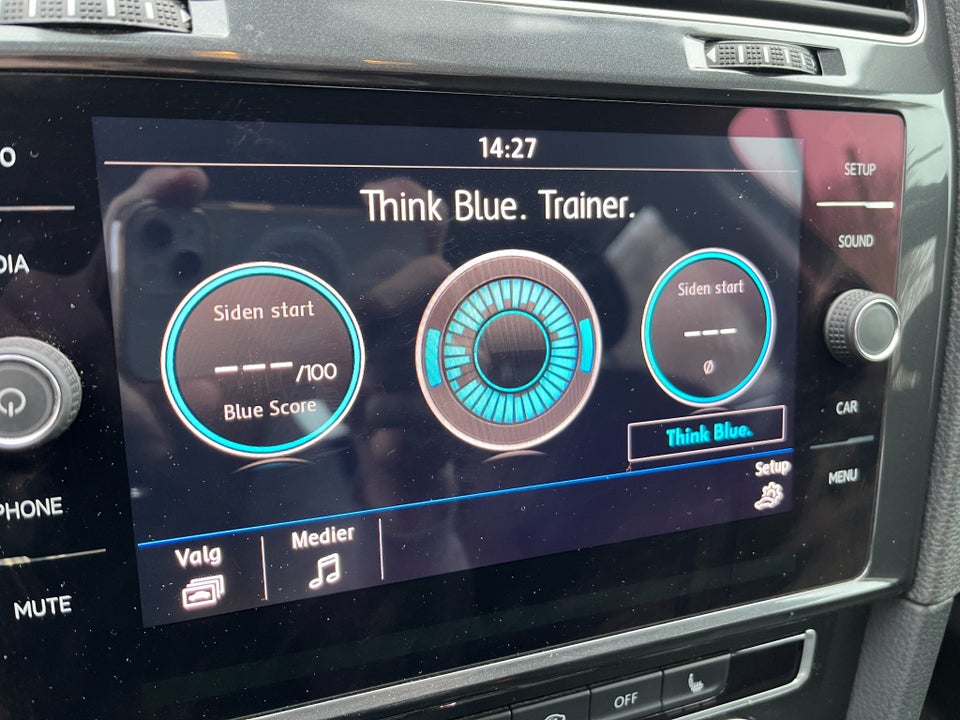 14:27
Think Blue. Trainer.
Siden start
---/100
Blue Score
Siden start
---
Ø
Think Blue.
Setup
Valg
Medier
O
DIA
PHONE
MUTE
SETUP
SOUND
CAR
MENU
OFF